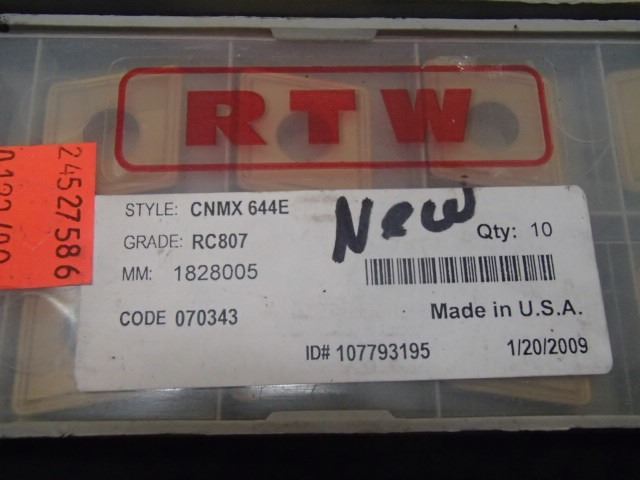 RTW
STYLE: CNMX 644E
GRADE: RC807
MM: 1828005
CODE 070343
New
Qty: 10
Made in U.S.A.
ID# 107793195
1/20/2009
24527586